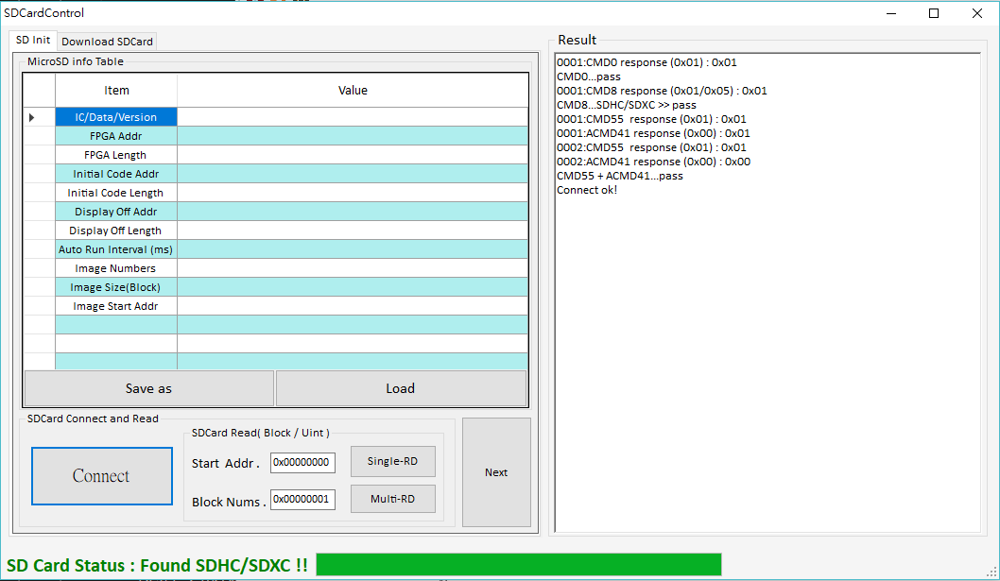 SDCardControl
SD Init
Download SDCard
MicroSD info Table
Item
Value
IC/Data/Version
FPGA Addr
FPGA Length
Initial Code Addr
Initial Code Length
Display Off Addr
Display Off Length
Auto Run Interval (ms)
Image Numbers
Image Size(Block)
Image Start Addr
Save as
Load
SDCard Connect and Read
Connect
SDCard Read( Block / Uint )
Start Addr .
0x00000000
Single-RD
Block Nums .
0x00000001
Multi-RD
Next
Result
0001:CMD0 response (0x01) : 0x01
CMD0...pass
0001:CMD8 response (0x01/0x05) : 0x01
CMD8...SDHC/SDXC >> pass
0001:CMD55 response (0x01) : 0x01
0001:ACMD41 response (0x00) : 0x01
0002:CMD55 response (0x01) : 0x01
0002:ACMD41 response (0x00) : 0x00
CMD55 + ACMD41...pass
Connect ok!
SD Card Status : Found SDHC/SDXC !!